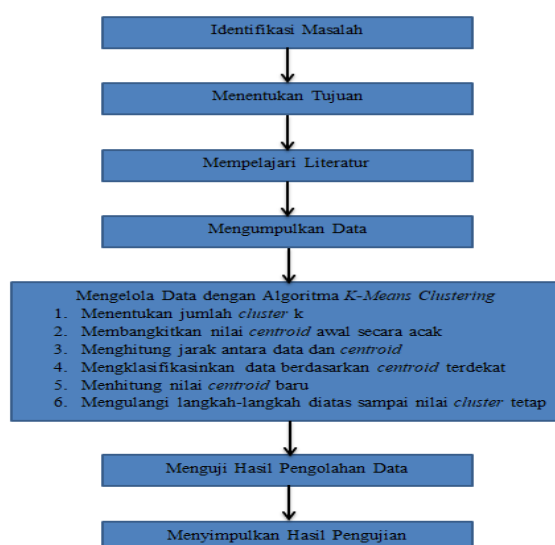 Identifikasi Masalah
Menentukan Tujuan
Mempelajari Literatur
Mengumpulkan Data
Mengelola Data dengan Algoritma K-Means Clustering
1. Menentukan jumlah cluster k
2. Membangkitkan nilai centroid awal secara acak
3. Menghitung jarak antara data dan centroid
4. Mengklasifikasinkan data berdasarkan centroid terdekat
5. Menhitung nilai centroid baru
6. Mengulangi langkah-langkah diatas sampai nilai cluster tetap
Menguji Hasil Pengolahan Data
Menyimpulkan Hasil Pengujian